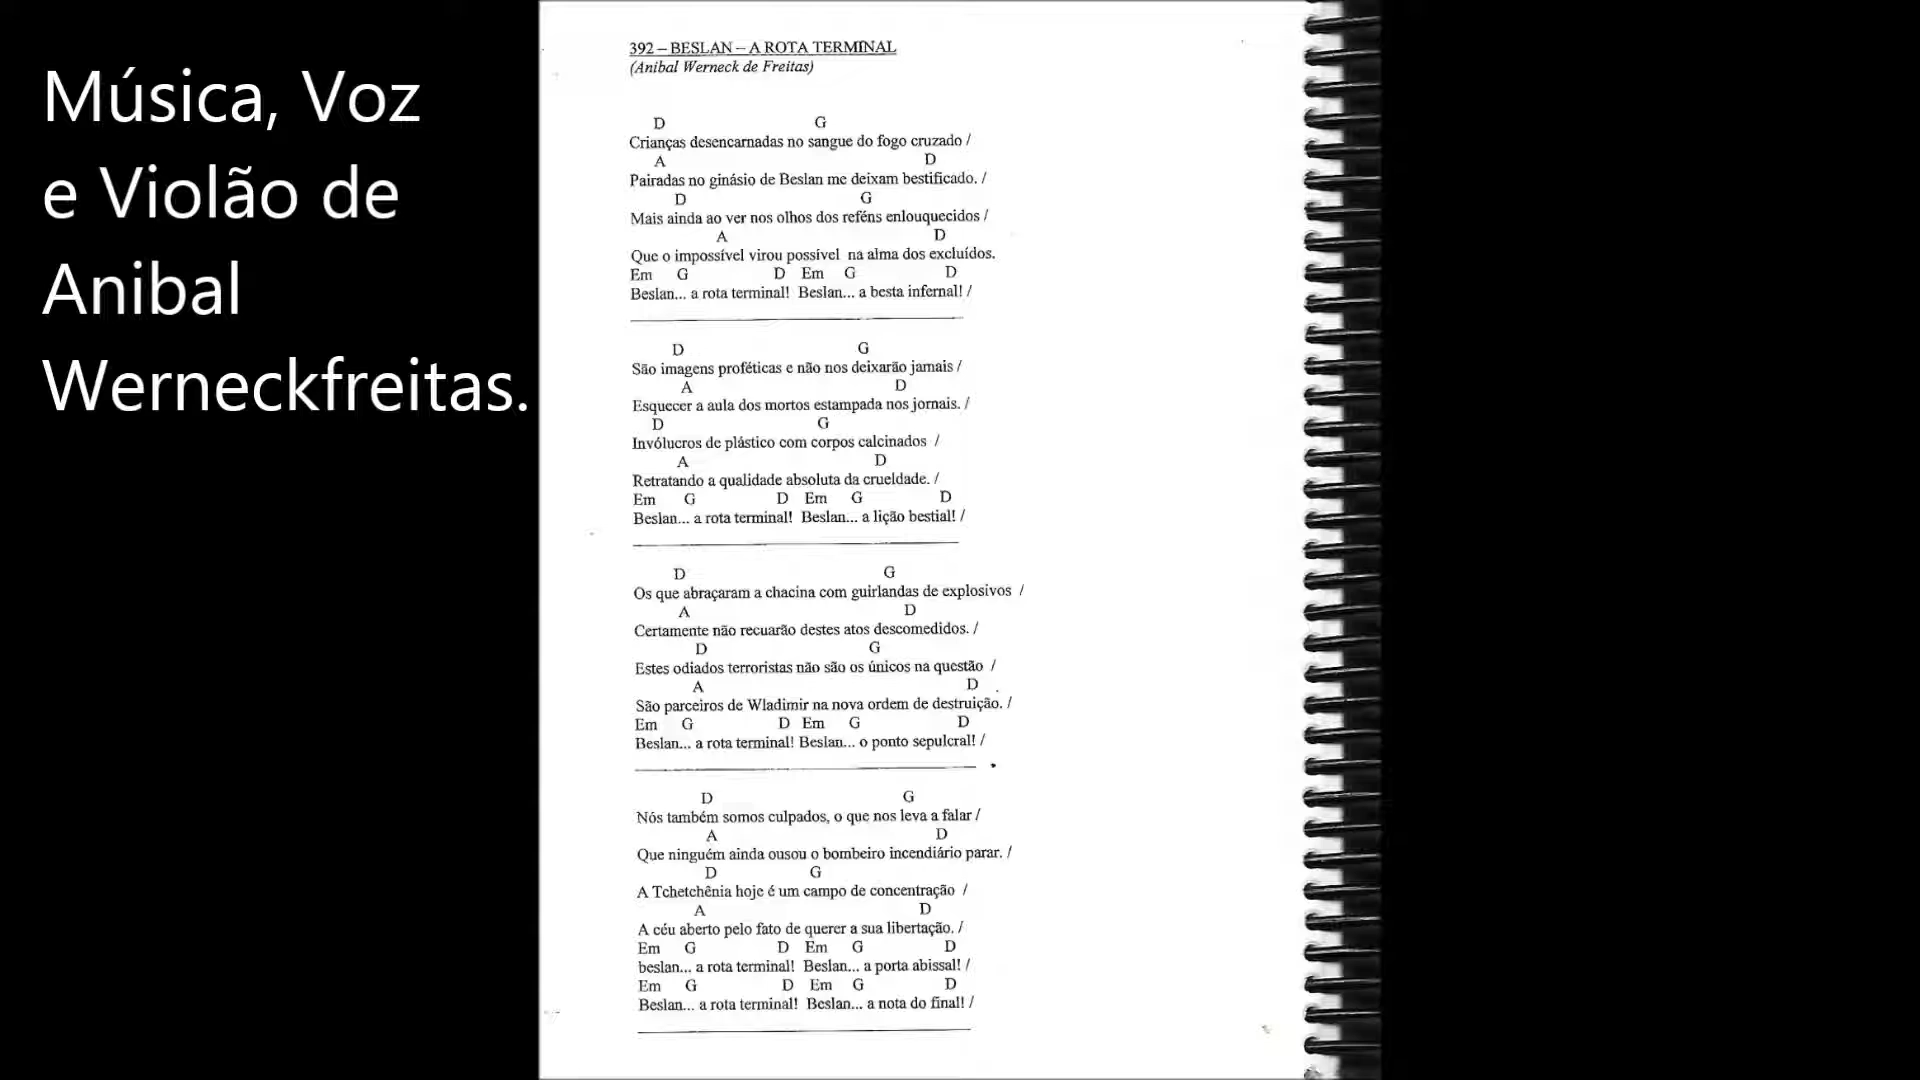 Música, Voz
e Violão de
Anibal
Werneckfreitas.
392 – BESLAN – A ROTA TERMINAL
(Anibal Werneck de Freitas)
D G
Crianças desencarnadas no sangue do fogo cruzado /
A D
Pairadas no ginásio de Beslan me deixam bestificado. /
D G
Mais ainda ao ver nos olhos dos reféns enlouquecidos /
A D
Que o impossível virou possível na alma dos excluídos.
Em G D Em G D
Beslan... a rota terminal! Beslan... a besta infernal! /
D G
São imagens proféticas e não nos deixarão jamais /
A D
Esquecer a aula dos mortos estampada nos jornais. /
D G
Invólucros de plástico com corpos calcinados /
A D
Retratando a qualidade absoluta da crueldade. /
Em G D Em G D
Beslan... a rota terminal! Beslan... a lição bestial! /
D G
Os que abraçaram a chacina com guirlandas de explosivos /
A D
Certamente não recuarão destes atos descomedidos. /
D G
Estes odiados terroristas não são os únicos na questão /
A D
São parceiros de Wladimir na nova ordem de destruição. /
Em G D Em G D
Beslan... a rota terminal! Beslan... o ponto sepulcral! /
D G
Nós também somos culpados, o que nos leva a falar /
A D
Que ninguém ainda ousou o bombeiro incendiário parar. /
D G
A Tchetchênia hoje é um campo de concentração /
A D
A céu aberto pelo fato de querer a sua libertação. /
Em G D Em G D
beslan... a rota terminal! Beslan... a porta abissal! /
Em G D Em G D
Beslan... a rota terminal! Beslan... a nota do final! /